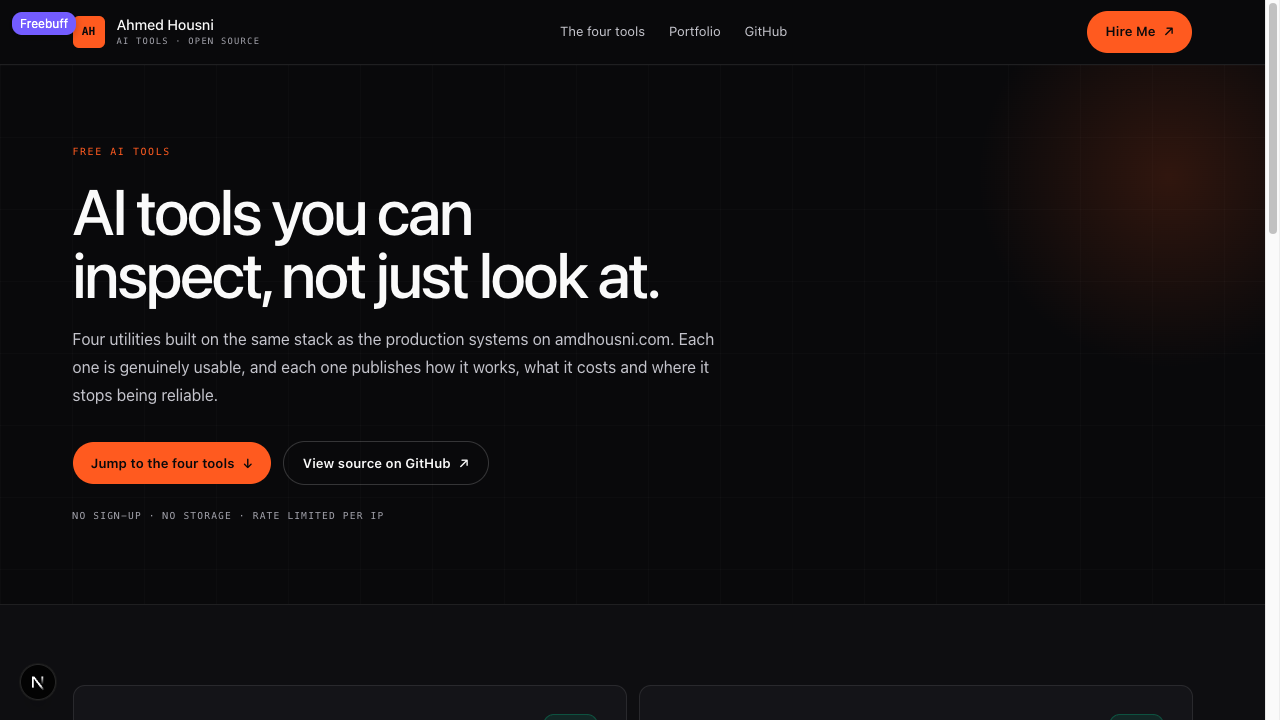 Freebuff
AH
Ahmed Housni
AI TOOLS · OPEN SOURCE
The four tools
Portfolio
GitHub
Hire Me ↗
FREE AI TOOLS
AI tools you can
inspect, not just look at.
Four utilities built on the same stack as the production systems on amdhousni.com. Each
one is genuinely usable, and each one publishes how it works, what it costs and where it
stops being reliable.
Jump to the four tools ↓
View source on GitHub ↗
NO SIGN-UP · NO STORAGE · RATE LIMITED PER IP
N